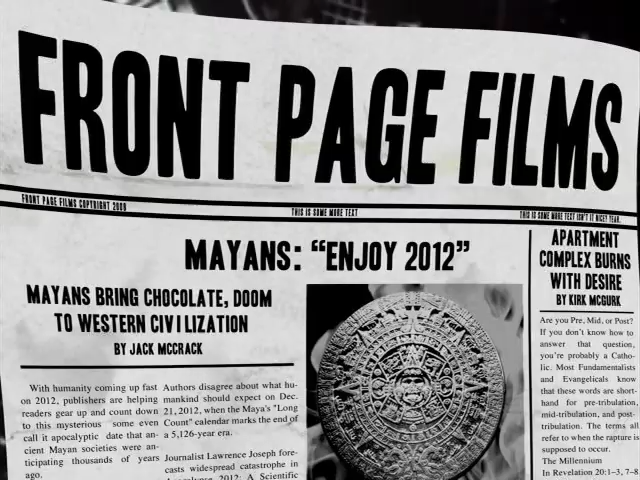 FRONT PAGE FILMS
FRONT PAGE FILMS COPYRIGHT 2009
THIS IS SOME MORE TEXT
THIS IS SOME MORE TEXT ISN'T IT NICE? YEAH.
MAYANS: “ENJOY 2012”
MAYANS BRING CHOCOLATE, DOOM
TO WESTERN CIVILIZATION
BY JACK MCCRACK
With humanity coming up fast
on 2012, publishers are helping
readers gear up and count down
to this mysterious some even
call it apocalyptic date that an-
cient Mayan societies were an-
ticipating thousands of years
ago.
Authors disagree about what hu-
mankind should expect on Dec.
21, 2012, when the Maya's "Long
Count" calendar marks the end of
a 5,126-year era.
Journalist Lawrence Joseph fore-
casts widespread catastrophe in
Apocalypse 2012: A Scientific
APARTMENT
COMPLEX BURNS
WITH DESIRE
BY KIRK MCGURK
Are you Pre, Mid, or Post?
If you don't know how to
answer that question,
you're probably a Catho-
lic. Most Fundamentalists
and Evangelicals know
that these words are short-
hand for pre-tribulation,
mid-tribulation, and post-
tribulation. The terms all
refer to when the rapture is
supposed to occur.
The Millennium
In Revelation 20:1-3, 7-8